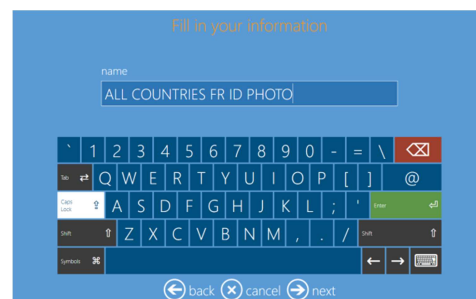 Fill in your information
name
ALL COUNTRIES FR ID PHOTO
` 1 2 3 4 5 6 7 8 9 0 - = \
Tab Q W E R T Y U I O P [ ] @
Caps Lock A S D F G H J K L ; ' Enter
Shift Z X C V B N M , . / Shift
Symbols
back cancel next